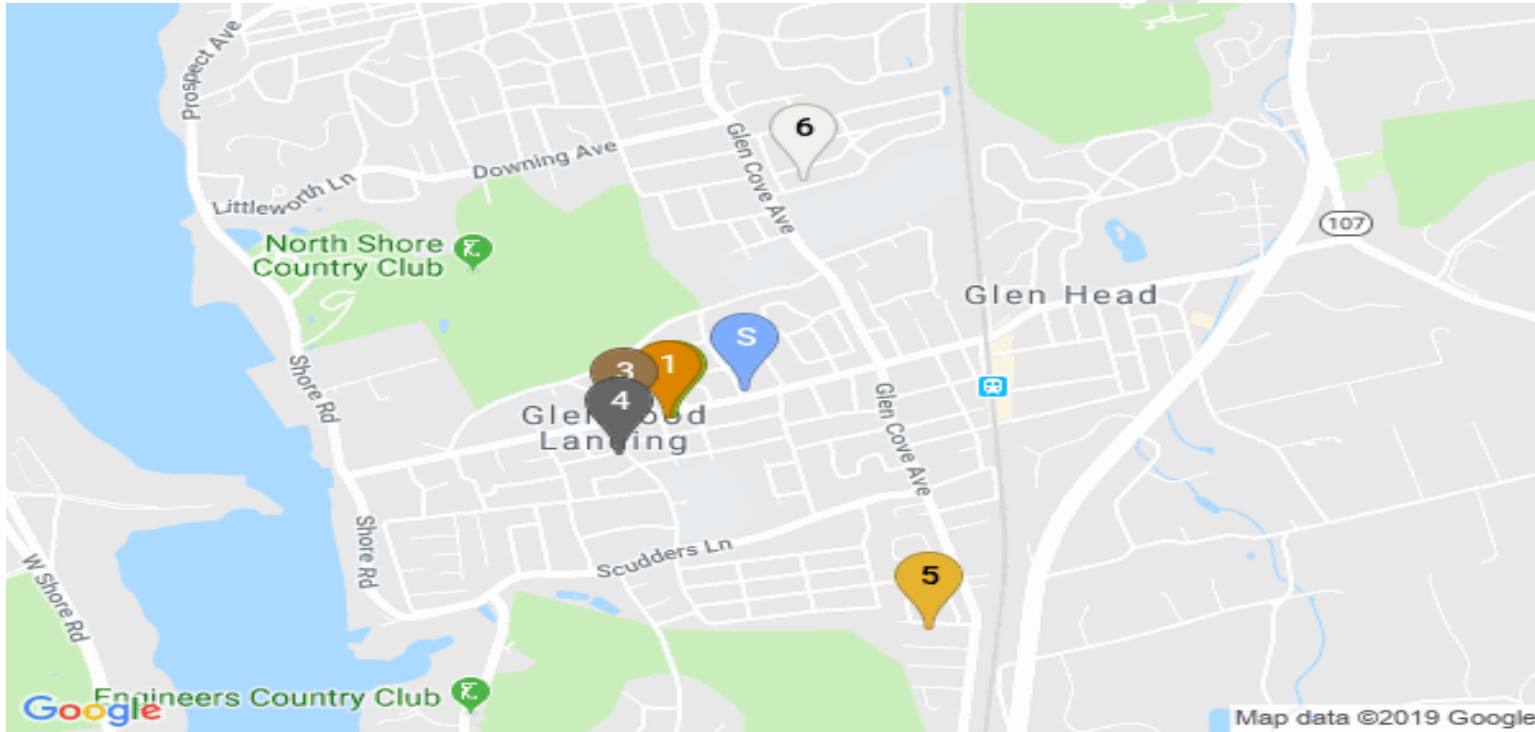 Prospect Ave
6
Glen Cove Ave
Downing Ave
Littleworth Ln
107
North Shore
Country Club
Glen Head
S
1
3
4
Shore Rd
Glenwood
Landing
Glen Cove Ave
Shore Rd
Scudders Ln
5
W Shore Rd
Engineers Country Club
Google
Map data ©2019 Google